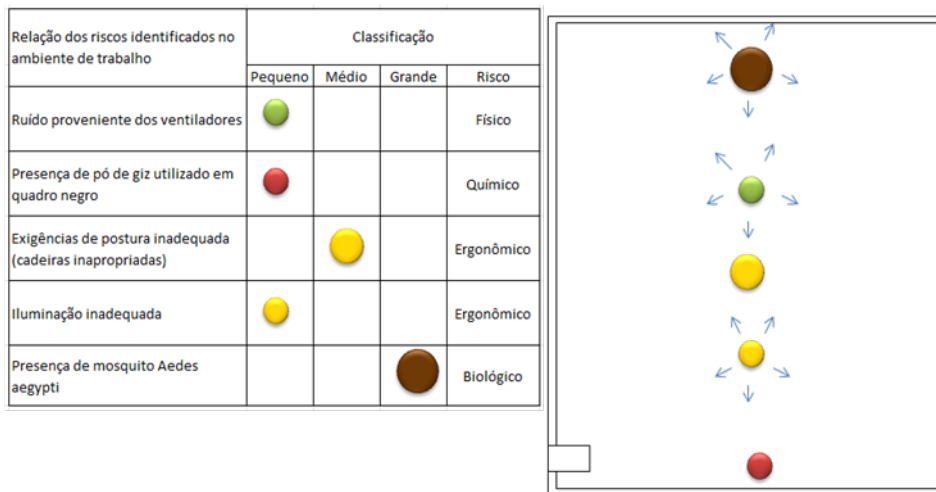 Relação dos riscos identificados no
ambiente de trabalho
Classificação
Pequeno Médio Grande Risco
Ruído proveniente dos ventiladores Físico
Presença de pó de giz utilizado em
quadro negro
Químico
Exigências de postura inadequada
(cadeiras inapropriadas)
Ergonômico
Iluminação inadequada Ergonômico
Presença de mosquito Aedes
aegypti
Biológico